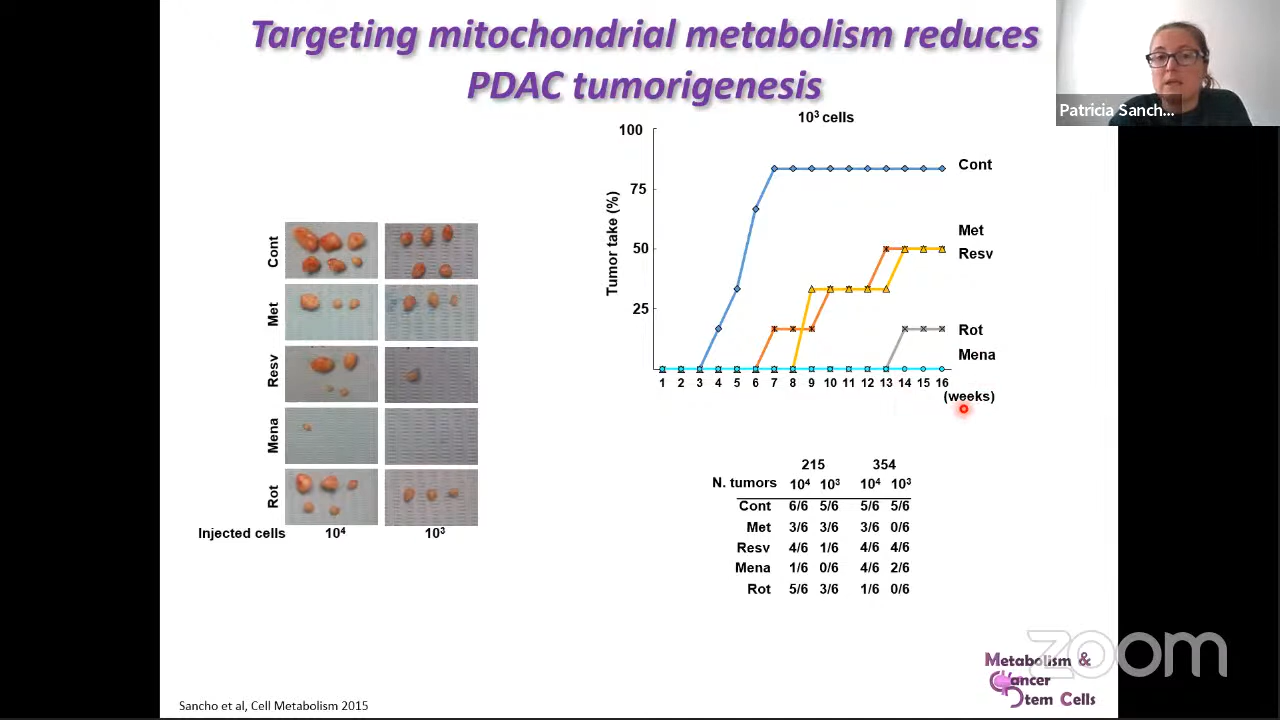 Targeting mitochondrial metabolism reduces
PDAC tumorigenesis
Patricia Sanch...
10³ cells
100
75
50
25
Tumor take (%)
Cont
Met
Resv
Rot
Mena
1 2 3 4 5 6 7 8 9 10 11 12 13 14 15 16
(weeks)
Cont
Met
Resv
Mena
Rot
Injected cells 10⁴ 10³
215 354
N. tumors 10⁴ 10³ 10⁴ 10³
Cont 6/6 5/6 5/6 5/6
Met 3/6 3/6 3/6 0/6
Resv 4/6 1/6 4/6 4/6
Mena 1/6 0/6 4/6 2/6
Rot 5/6 3/6 1/6 0/6
zoom
Metabolism &
Cancer
Stem Cells
Sancho et al, Cell Metabolism 2015